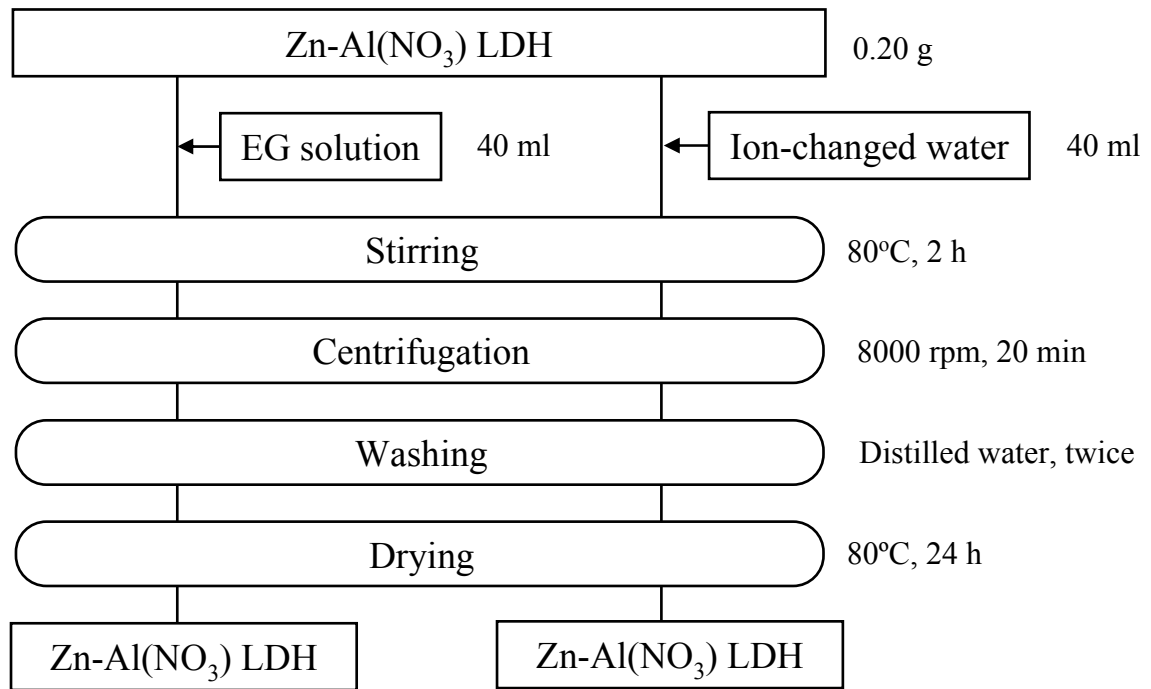 Zn-Al(NO₃) LDH
0.20 g
EG solution
40 ml
Ion-changed water
40 ml
Stirring
80ºC, 2 h
Centrifugation
8000 rpm, 20 min
Washing
Distilled water, twice
Drying
80ºC, 24 h
Zn-Al(NO₃) LDH
Zn-Al(NO₃) LDH